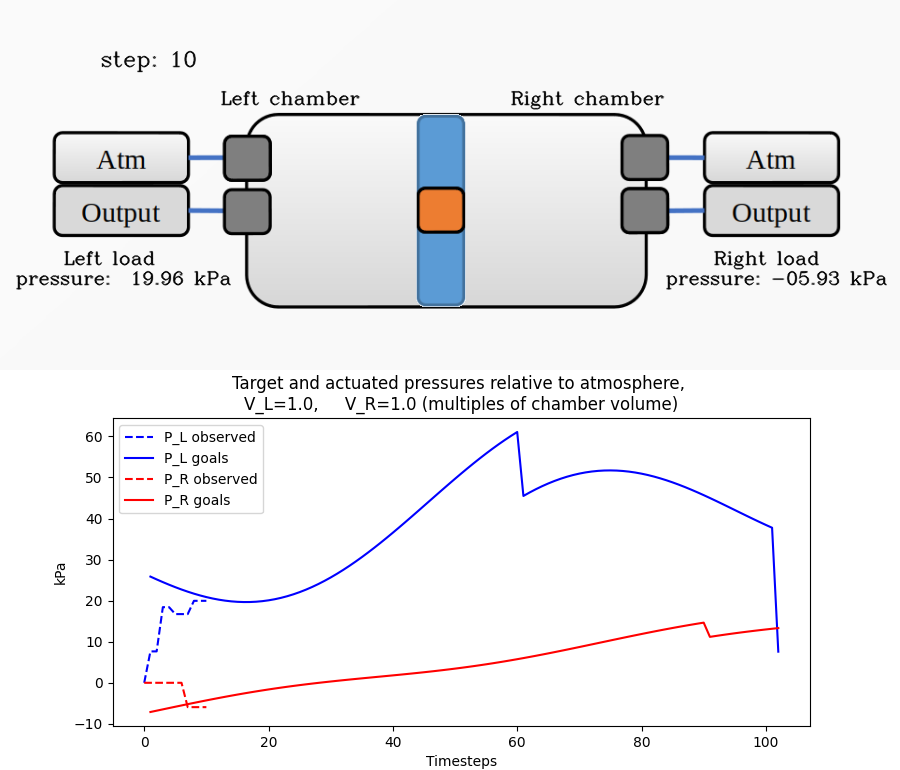 step: 10
Left chamber
Right chamber
Atm
Atm
Output
Output
Left load
pressure: 19.96 kPa
Right load
pressure: −05.93 kPa
Target and actuated pressures relative to atmosphere,
V_L=1.0, V_R=1.0 (multiples of chamber volume)
P_L observed
P_L goals
P_R observed
P_R goals
kPa
60
50
40
30
20
10
0
−10
0 20 40 60 80 100
Timesteps